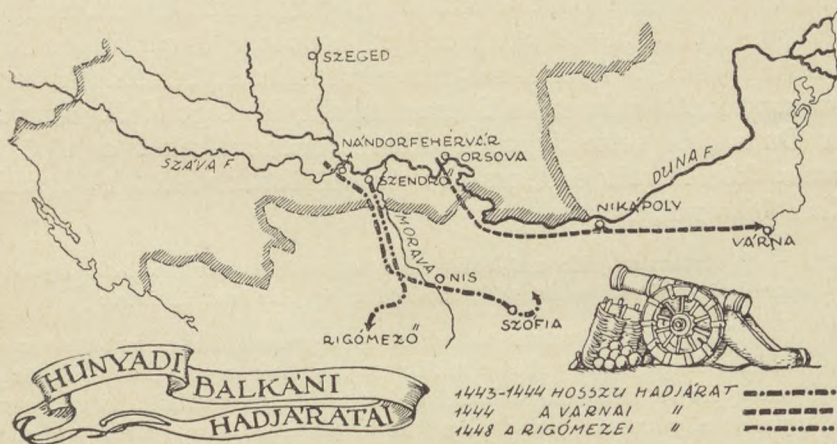 SZEGED
NÁNDORFEHÉRVÁR
ORSOVA
SZÁVA F
SZENDRŐ
DUNA F
NIKÁPOLY
MORAVA
VÁRNA
NIS
SZÓFIA
RIGÓMEZŐ
HUNYADI
BALKÁNI
HADJÁRATAI
1443-1444 HOSSZU HADJÁRAT
1444 A VÁRNAI "
1448 A RIGÓMEZEI "